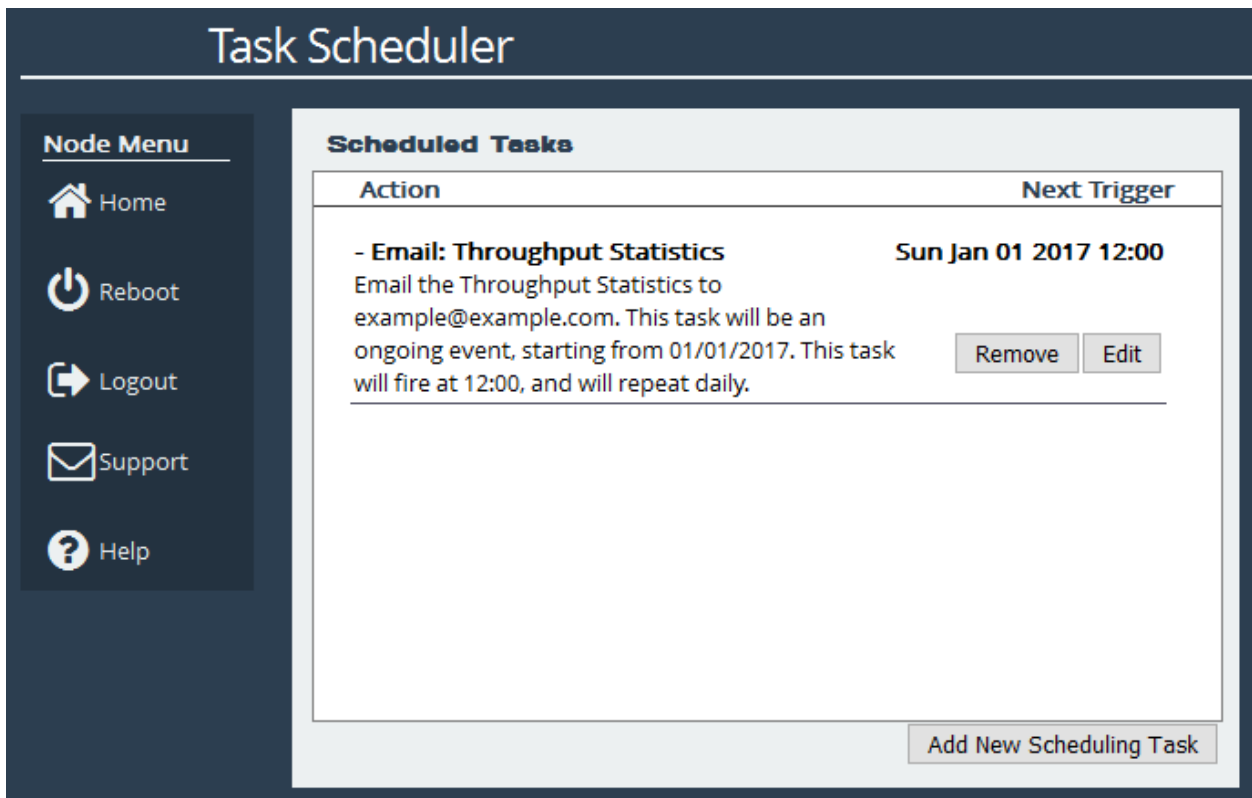 Task Scheduler
Node Menu
Home
Reboot
Logout
Support
Help
Scheduled Tasks
Action Next Trigger
- Email: Throughput Statistics Sun Jan 01 2017 12:00
Email the Throughput Statistics to
example@example.com. This task will be an
ongoing event, starting from 01/01/2017. This task
will fire at 12:00, and will repeat daily.
Remove Edit
Add New Scheduling Task